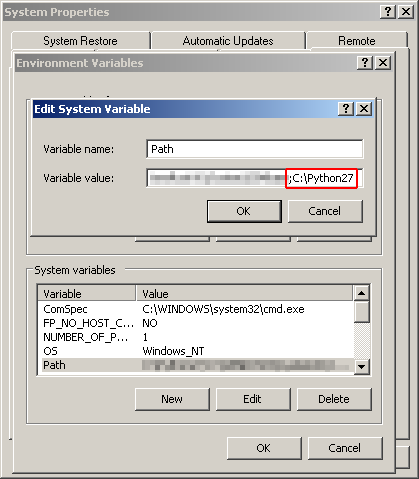 System Properties
System Restore
Automatic Updates
Remote
Environment Variables
Edit System Variable
Variable name:
Path
Variable value:
;C:\Python27
OK
Cancel
System variables
Variable
Value
ComSpec
C:\WINDOWS\system32\cmd.exe
FP_NO_HOST_C...
NO
NUMBER_OF_P...
1
OS
Windows_NT
Path
New
Edit
Delete
OK
Cancel